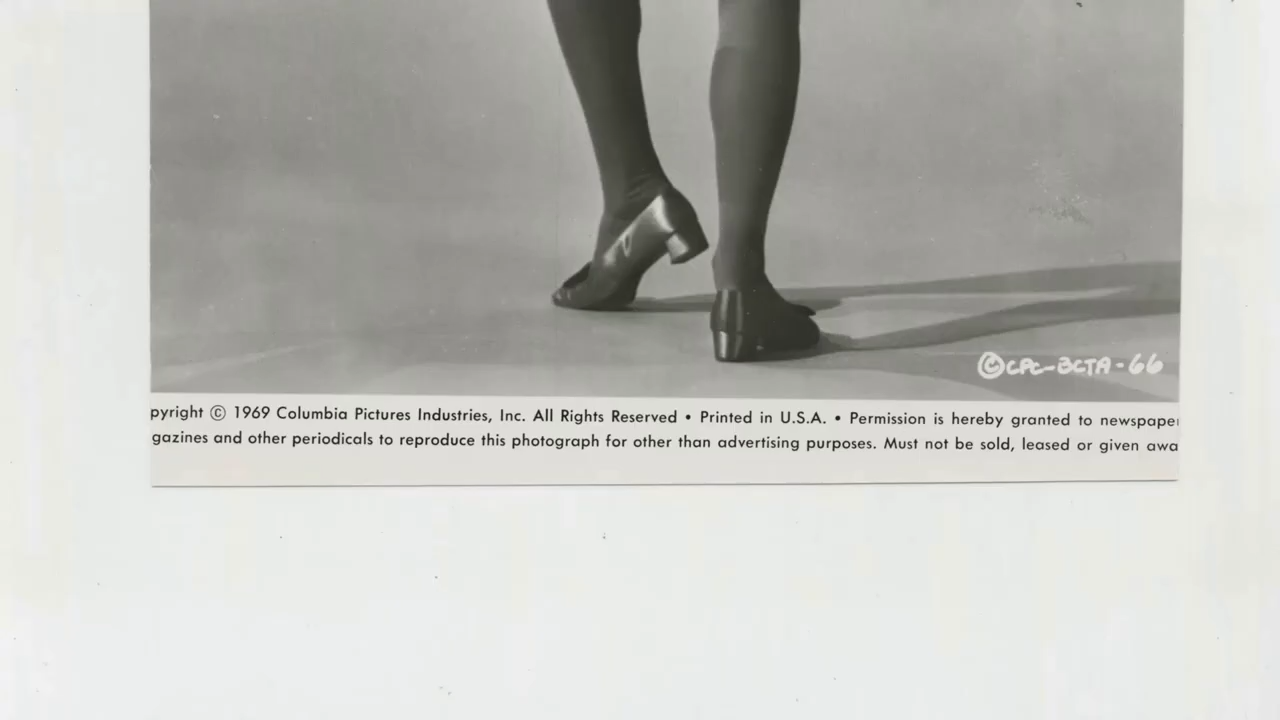 ©CPC-BCTA-66
pyright © 1969 Columbia Pictures Industries, Inc. All Rights Reserved • Printed in U.S.A. • Permission is hereby granted to newspape
gazines and other periodicals to reproduce this photograph for other than advertising purposes. Must not be sold, leased or given awa